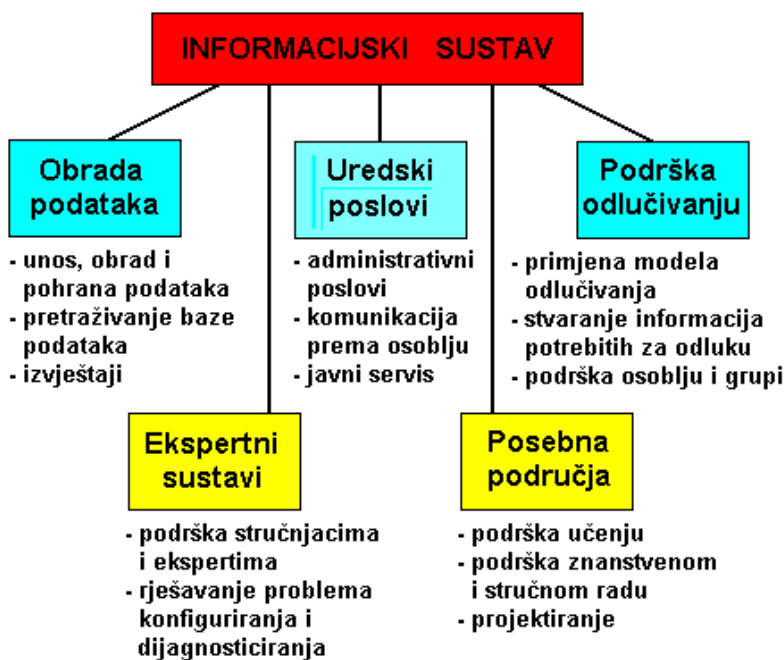 INFORMACIJSKI SUSTAV
Obrada
podataka
- unos, obrad i
pohrana podataka
- pretraživanje baze
podataka
- izvještaji
Uredski
poslovi
- administrativni
poslovi
- komunikacija
prema osoblju
- javni servis
Podrška
odlučivanju
- primjena modela
odlučivanja
- stvaranje informacija
potrebitih za odluku
- podrška osoblju i grupi
Ekspertni
sustavi
- podrška stručnjacima
i ekspertima
- rješavanje problema
konfiguriranja i
dijagnosticiranja
Posebna
područja
- podrška učenju
- podrška znanstvenom
i stručnom radu
- projektiranje